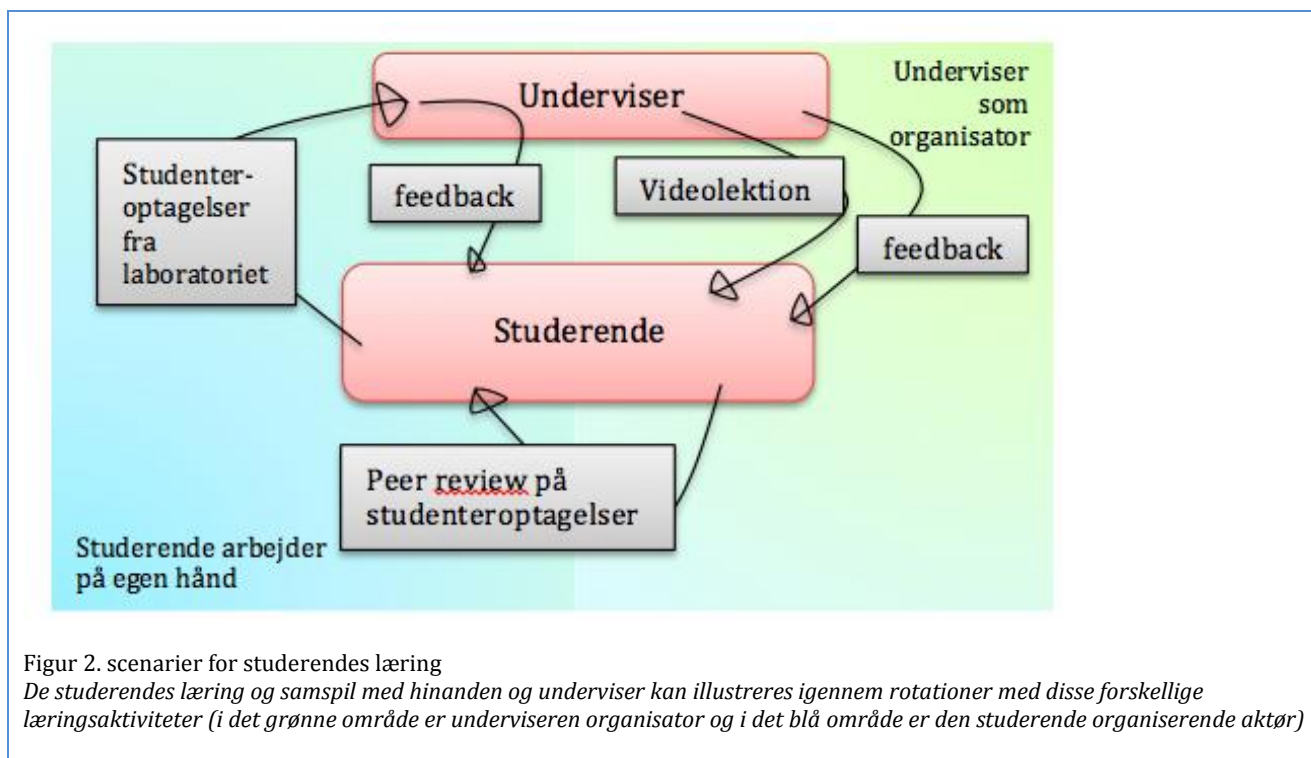 Underviser
Underviser
som
organisator
Studenter-
optagelser
fra
laboratoriet
feedback
Videolektion
feedback
Studerende
Peer review på
studenteroptagelser
Studerende arbejder
på egen hånd
Figur 2. scenarier for studerendes læring
De studerendes læring og samspil med hinanden og underviser kan illustreres igennem rotationer med disse forskellige
læringsaktiviteter (i det grønne område er underviseren organisator og i det blå område er den studerende organiserende aktør)